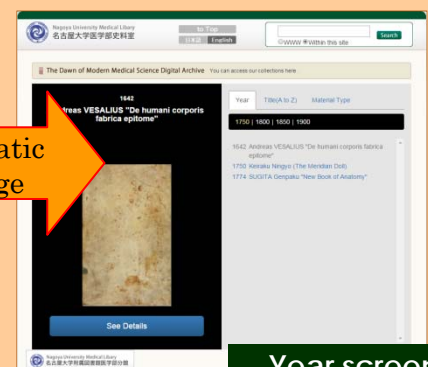 Nagoya University Medical Library
名古屋大学医学部史料室
to Top
日本語 English
WWW Within this site
Search
The Dawn of Modern Medical Science Digital Archive You can access our collections here.
1642
Andreas VESALIUS "De humani corporis
fabrica epitome"
atic
ge
See Details
Year Title(A to Z) Material Type
1750 | 1800 | 1850 | 1900
1642 Andreas VESALIUS "De humani corporis fabrica
epitome"
1750 Keiraku Ningyo (The Meridian Doll)
1774 SUGITA Genpaku "New Book of Anatomy"
Nagoya University Medical Library
名古屋大学附属図書館医学部分館
Year screen